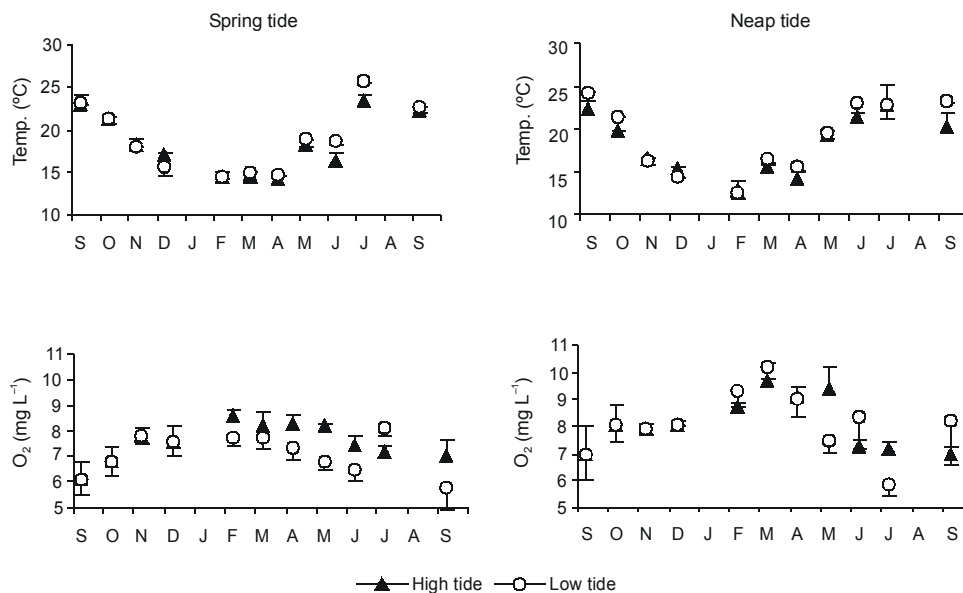 Spring tide
Neap tide
Temp. (ºC)
30
25
20
15
10
S O N D J F M A M J J A S
Temp. (ºC)
30
25
20
15
10
S O N D J F M A M J J A S
O₂ (mg L⁻¹)
11
10
9
8
7
6
5
S O N D J F M A M J J A S
O₂ (mg L⁻¹)
11
10
9
8
7
6
5
S O N D J F M A M J J A S
High tide Low tide